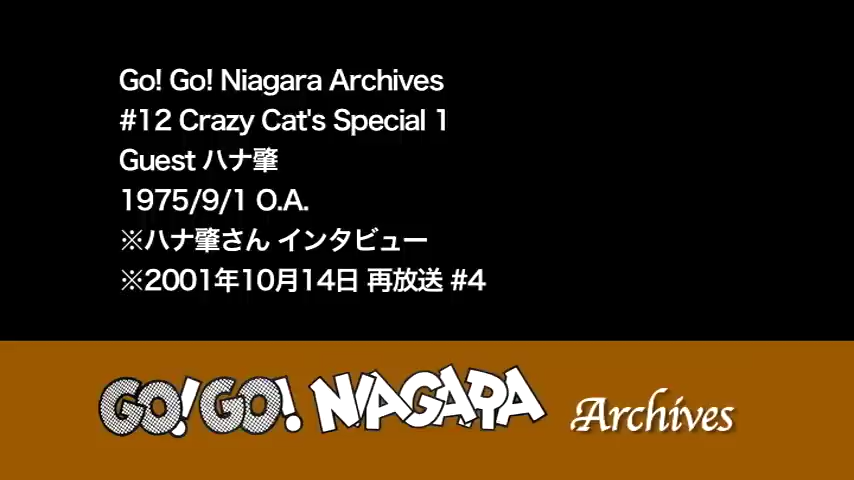 Go! Go! Niagara Archives
#12 Crazy Cat's Special 1
Guest ハナ肇
1975/9/1 O.A.
※ハナ肇さん インタビュー
※2001年10月14日 再放送 #4
GO! GO! NIAGARA Archives